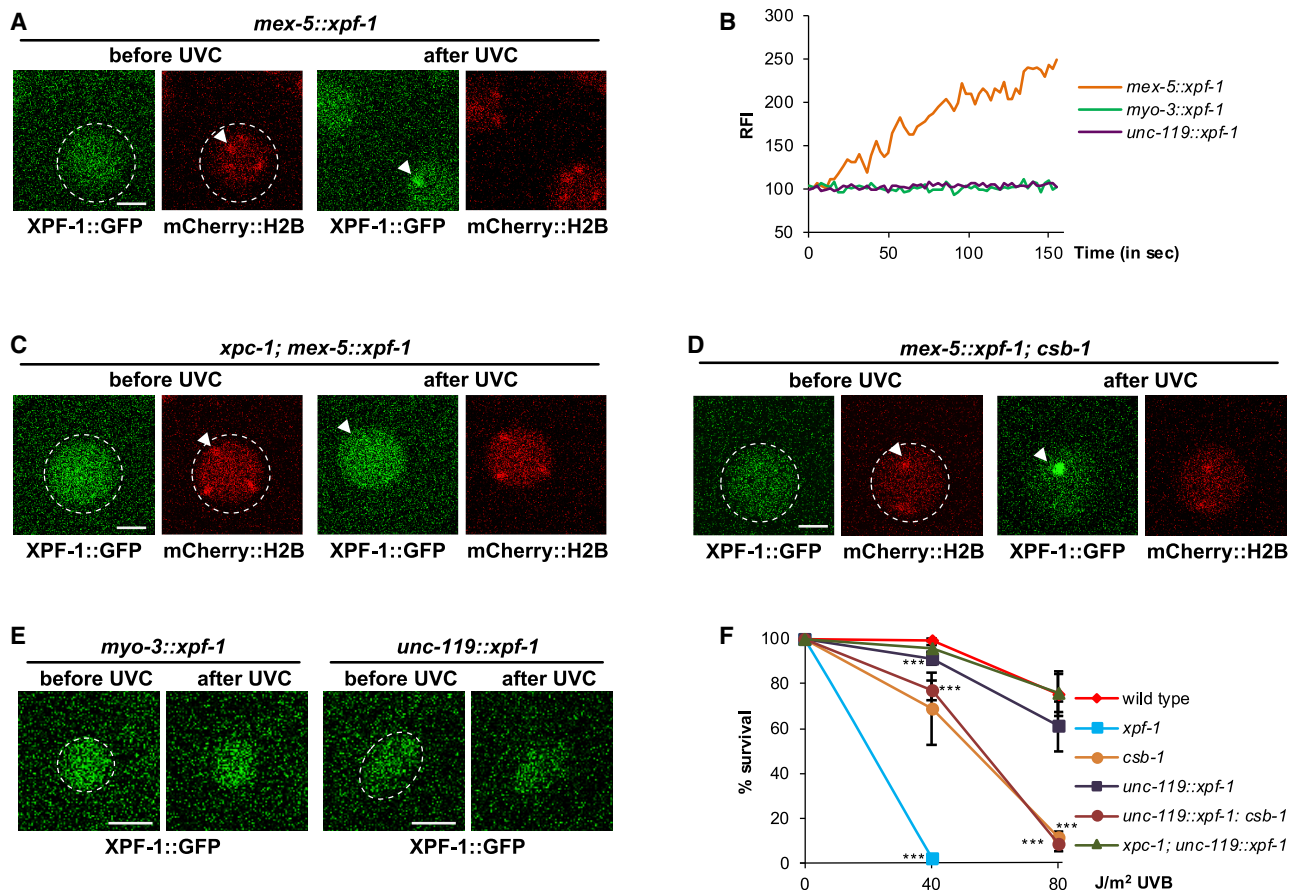 A
mex-5::xpf-1
before UVC
after UVC
XPF-1::GFP
mCherry::H2B
XPF-1::GFP
mCherry::H2B
B
300
250
200
150
100
50
RFI
0
50
100
150
Time (in sec)
mex-5::xpf-1
myo-3::xpf-1
unc-119::xpf-1
C
xpc-1; mex-5::xpf-1
before UVC
after UVC
XPF-1::GFP
mCherry::H2B
XPF-1::GFP
mCherry::H2B
D
mex-5::xpf-1; csb-1
before UVC
after UVC
XPF-1::GFP
mCherry::H2B
XPF-1::GFP
mCherry::H2B
E
myo-3::xpf-1
unc-119::xpf-1
before UVC
after UVC
before UVC
after UVC
XPF-1::GFP
XPF-1::GFP
F
100
80
60
40
20
0
% survival
***
***
***
***
***
0
40
80
J/m² UVB
wild type
xpf-1
csb-1
unc-119::xpf-1
unc-119::xpf-1: csb-1
xpc-1; unc-119::xpf-1